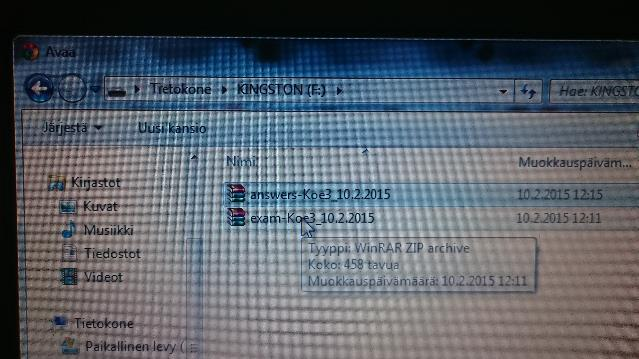 Avaa
Tietokone ▸ KINGSTON (F:) ▸
Hae: KINGSTO
Järjestä
Uusi kansio
Nimi
Muokkauspäiväm...
Kirjastot
Kuvat
Musiikki
Tiedostot
Videot
Tietokone
Paikallinen levy (
answers-Koe3_10.2.2015 10.2.2015 12:15
exam-Koe3_10.2.2015 10.2.2015 12:11
Tyyppi: WinRAR ZIP archive
Koko: 458 tavua
Muokkauspäivämäärä: 10.2.2015 12:11